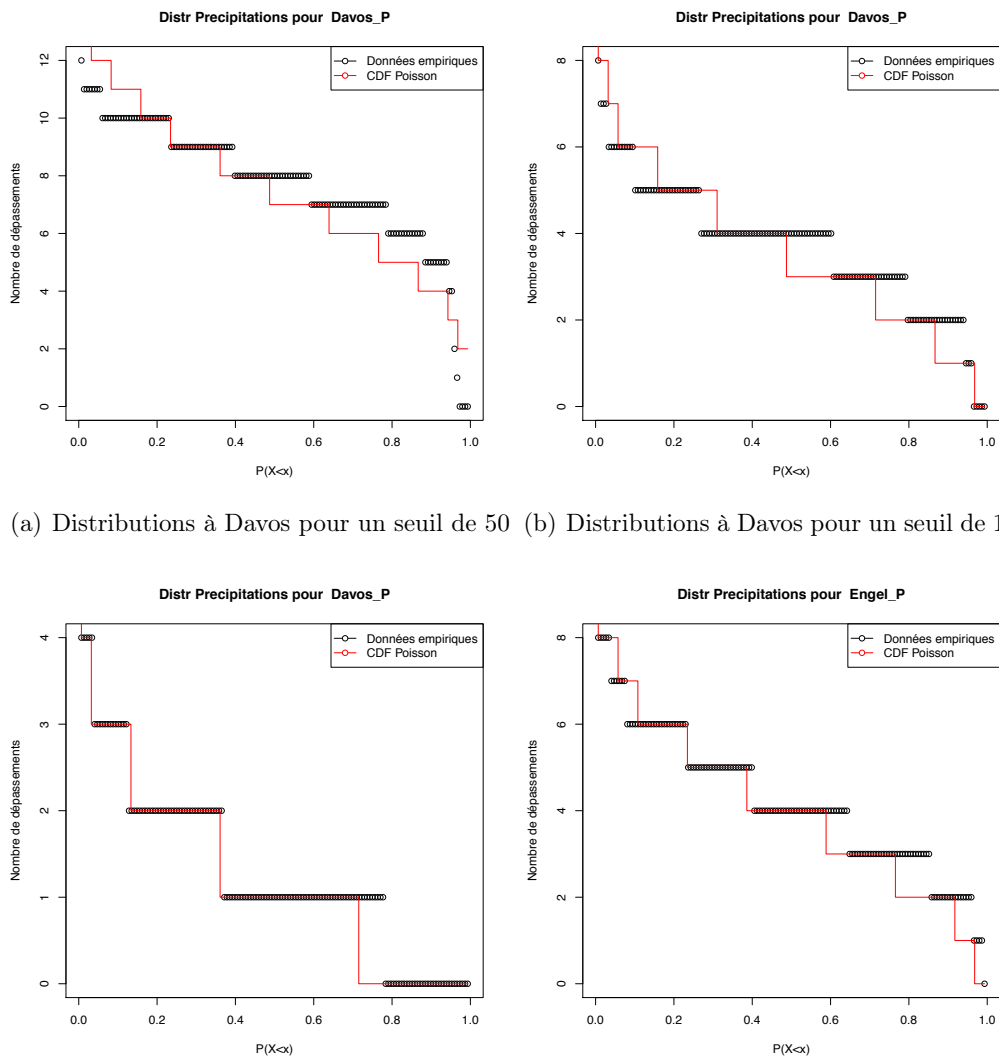 Distr Precipitations pour Davos_P
Nombre de dépassements
12
10
8
6
4
2
0
Données empiriques
CDF Poisson
0.0 0.2 0.4 0.6 0.8 1.0
P(X<x)
Distr Precipitations pour Davos_P
Nombre de dépassements
8
6
4
2
0
Données empiriques
CDF Poisson
0.0 0.2 0.4 0.6 0.8 1.0
P(X<x)
(a) Distributions à Davos pour un seuil de 50
(b) Distributions à Davos pour un seuil de 1
Distr Precipitations pour Davos_P
Nombre de dépassements
4
3
2
1
0
Données empiriques
CDF Poisson
0.0 0.2 0.4 0.6 0.8 1.0
P(X<x)
Distr Precipitations pour Engel_P
Nombre de dépassements
8
6
4
2
0
Données empiriques
CDF Poisson
0.0 0.2 0.4 0.6 0.8 1.0
P(X<x)